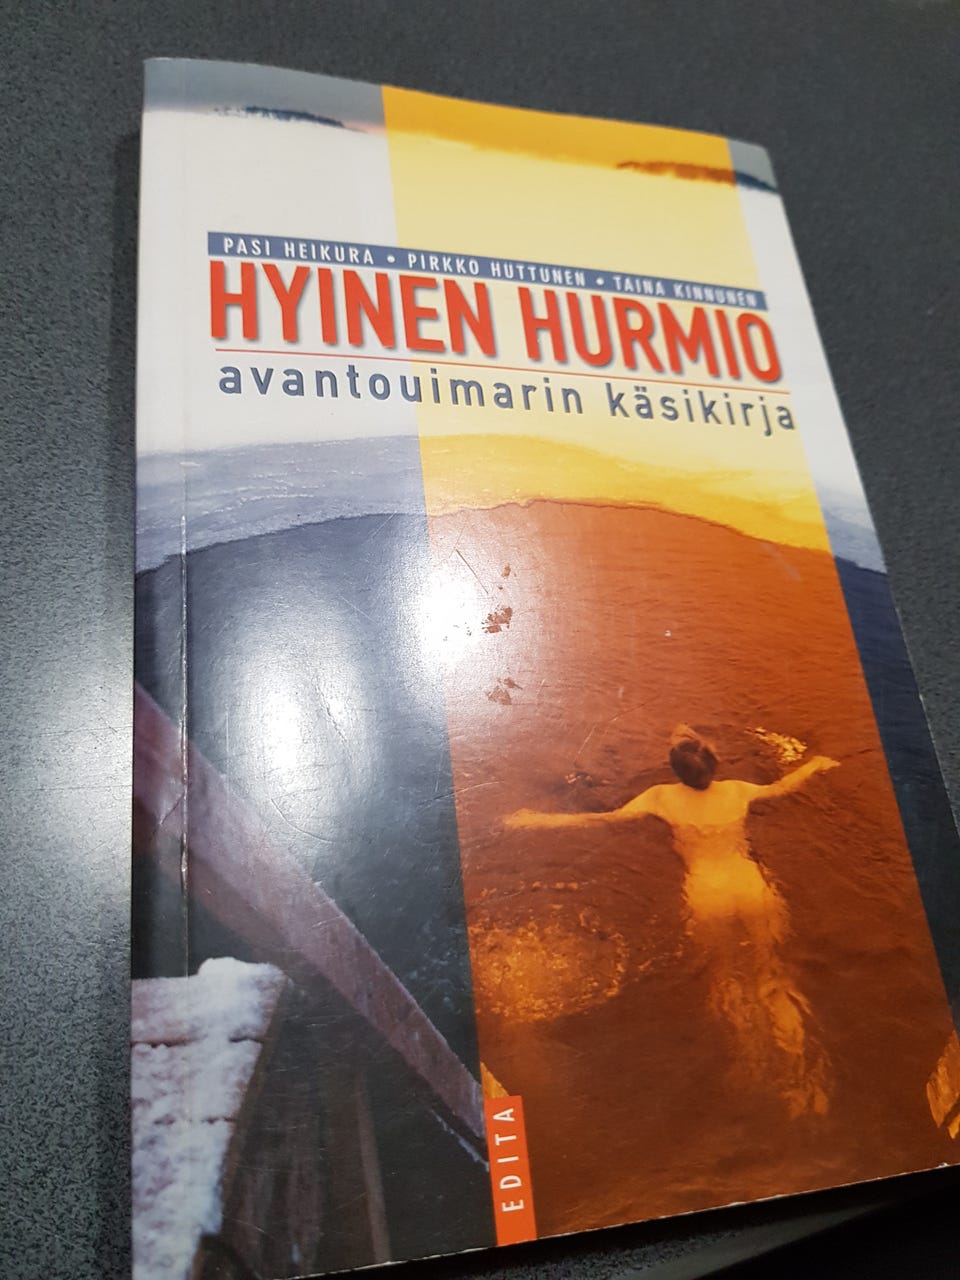 PASI HEIKURA • PIRKKO HUTTUNEN • TAINA KINNUNEN
HYINEN HURMIO
avantouimarin käsikirja
EDITA